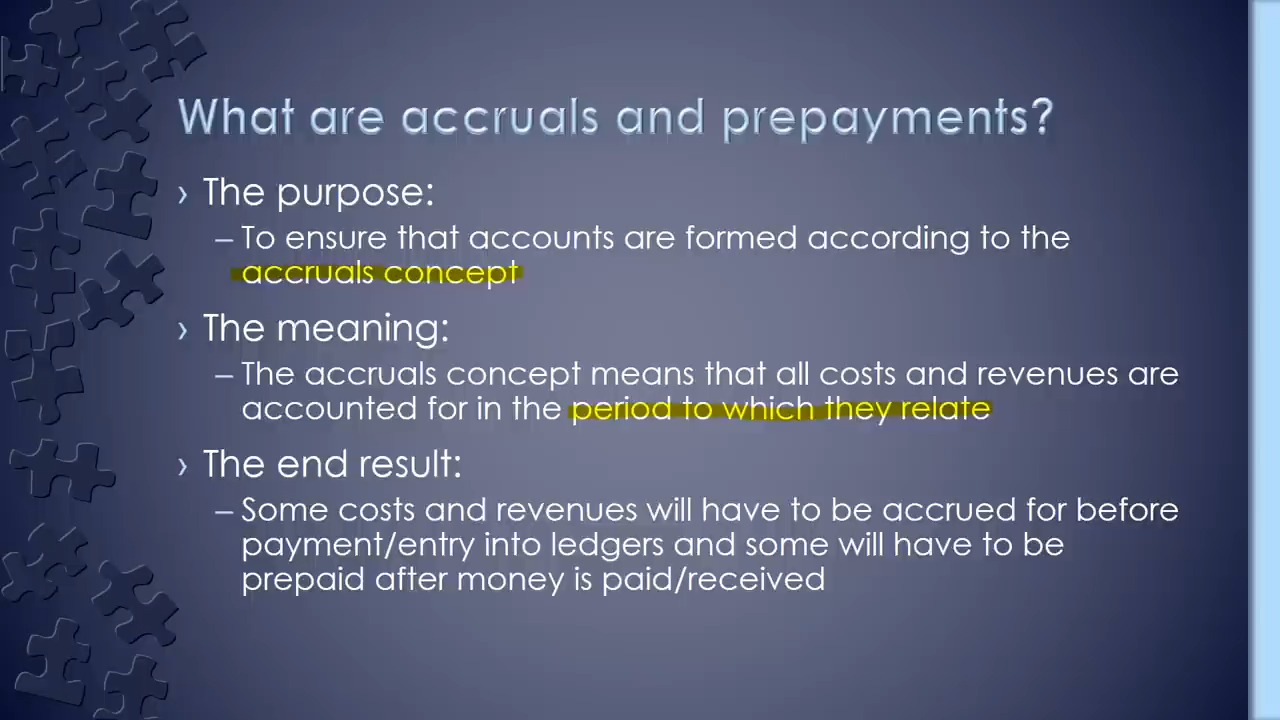 What are accruals and prepayments?
› The purpose:
– To ensure that accounts are formed according to the
accruals concept
› The meaning:
– The accruals concept means that all costs and revenues are
accounted for in the period to which they relate
› The end result:
– Some costs and revenues will have to be accrued for before
payment/entry into ledgers and some will have to be
prepaid after money is paid/received